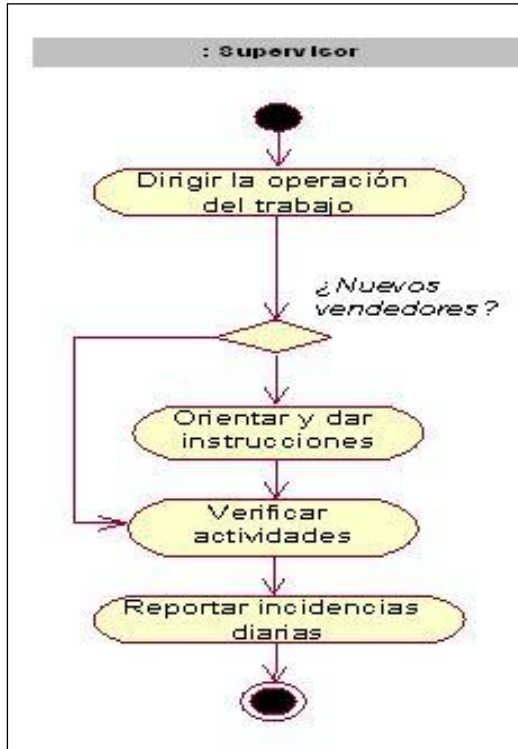 : Supervisor
Dirigir la operación
del trabajo
¿Nuevos
vendedores?
Orientar y dar
instrucciones
Verificar
actividades
Reportar incidencias
diarias